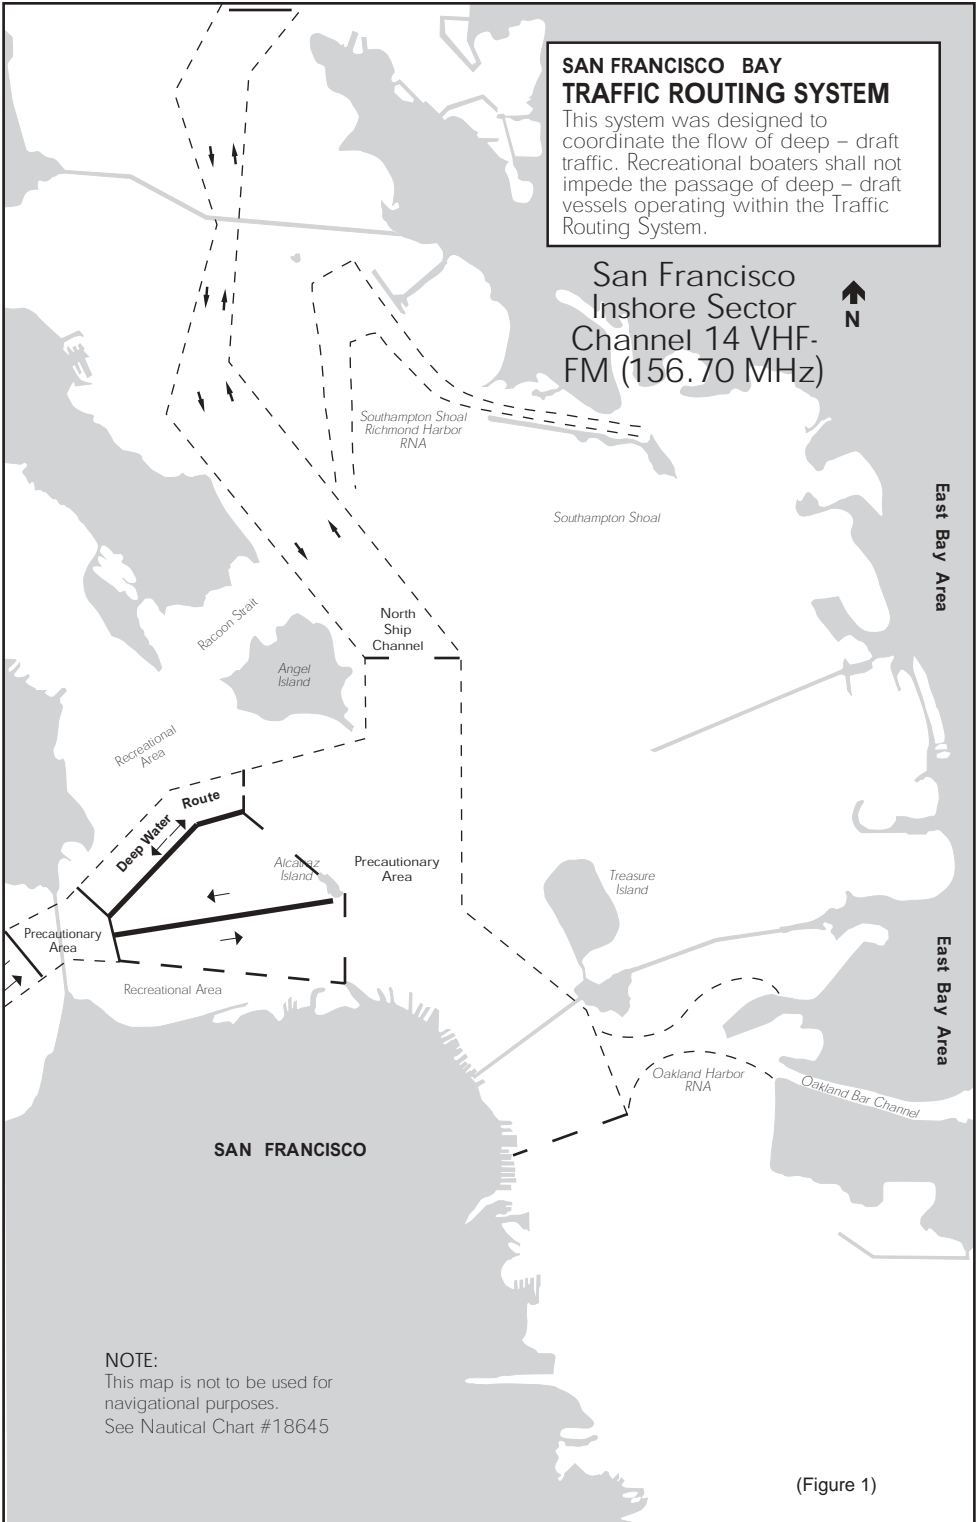 SAN FRANCISCO BAY
TRAFFIC ROUTING SYSTEM
This system was designed to
coordinate the flow of deep – draft
traffic. Recreational boaters shall not
impede the passage of deep – draft
vessels operating within the Traffic
Routing System.
San Francisco
Inshore Sector
Channel 14 VHF-
FM (156.70 MHz)
N
Southampton Shoal
Richmond Harbor
RNA
Southampton Shoal
East Bay Area
Racoon Strait
North
Ship
Channel
Angel
Island
Recreational
Area
Deep Water
Route
Alcatraz
Island
Precautionary
Area
Treasure
Island
Precautionary
Area
Recreational Area
East Bay Area
Oakland Harbor
RNA
Oakland Bar Channel
SAN FRANCISCO
NOTE:
This map is not to be used for
navigational purposes.
See Nautical Chart #18645
(Figure 1)